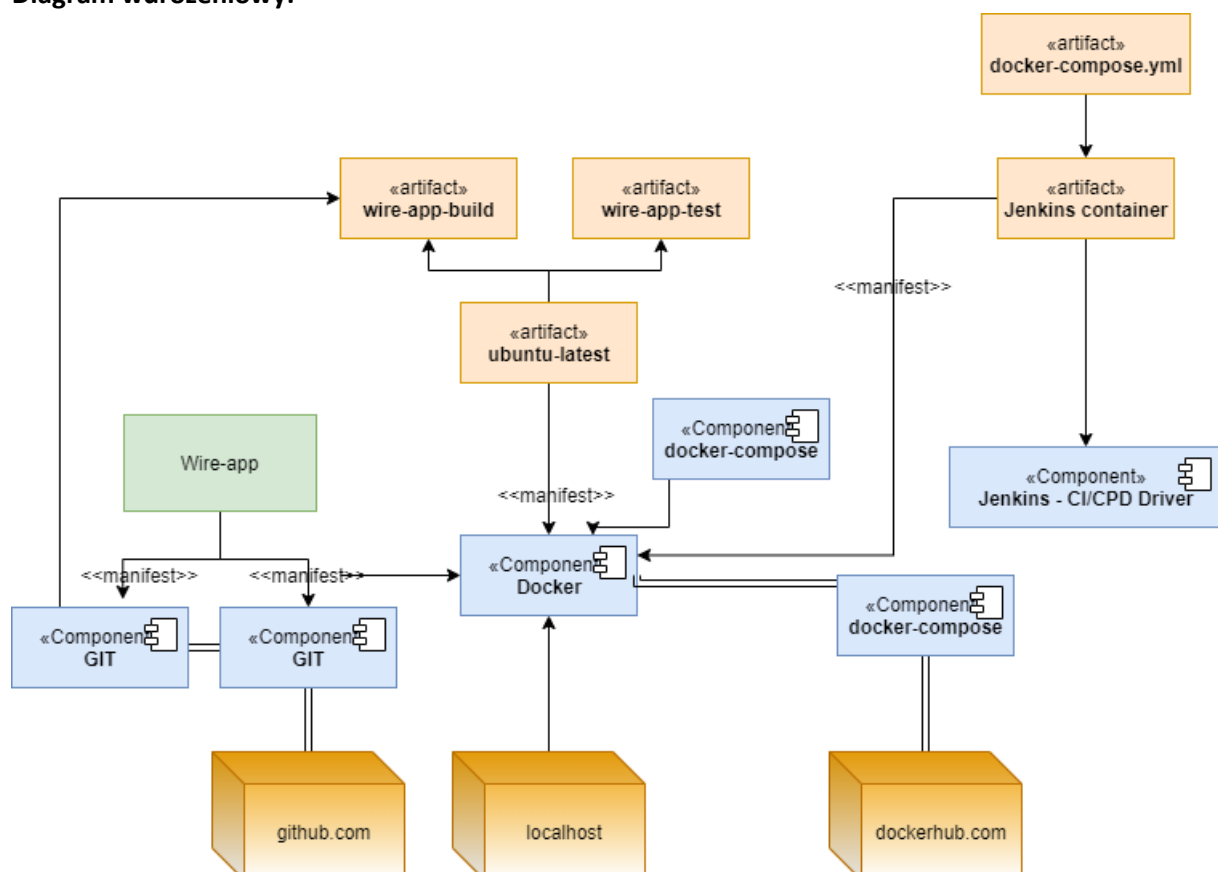 Diagram wdrożeniowy:
«artifact»
docker-compose.yml
«artifact»
wire-app-build
«artifact»
wire-app-test
«artifact»
Jenkins container
<<manifest>>
«artifact»
ubuntu-latest
«Componen
docker-compose
Wire-app
«Component»
Jenkins - CI/CPD Driver
<<manifest>>
<<manifest>>
<<manifest>>
«Componen
Docker
«Componen
GIT
«Componen
GIT
«Componen
docker-compose
github.com
localhost
dockerhub.com